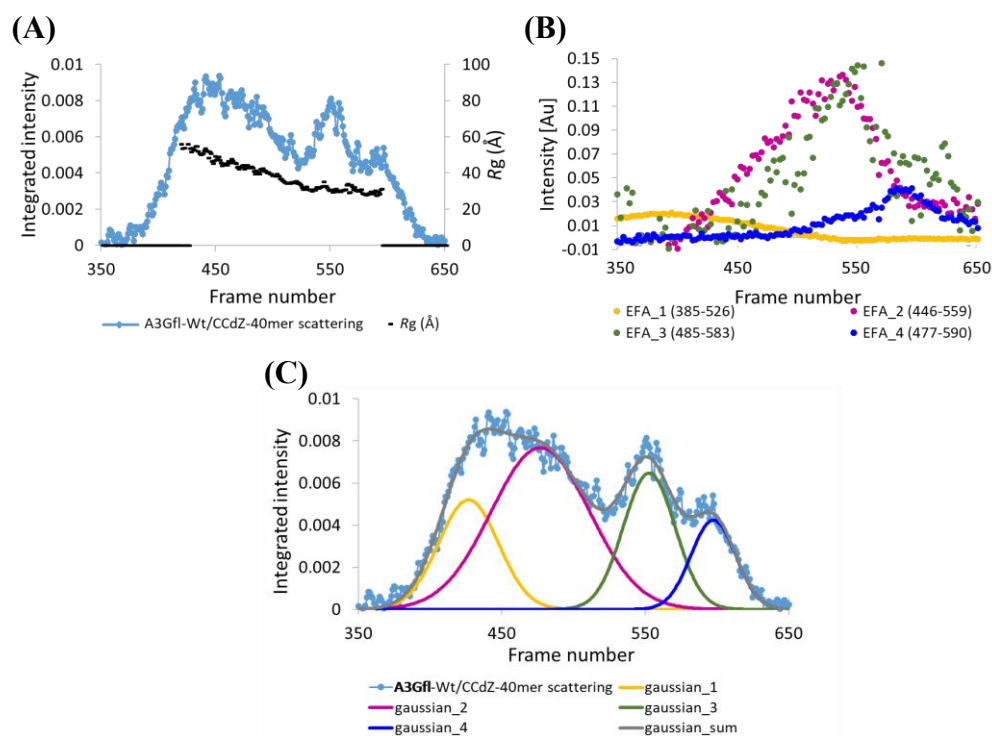 (A)
Integrated intensity
0.01
0.008
0.006
0.004
0.002
0
100
80
60
40
20
0
Rg (Å)
350 450 550 650
Frame number
A3Gfl-Wt/CCdZ-40mer scattering Rg (Å)
(B)
Intensity [Au]
0.15
0.13
0.11
0.09
0.07
0.05
0.03
0.01
-0.01
350 450 550 650
Frame number
EFA_1 (385-526) EFA_2 (446-559)
EFA_3 (485-583) EFA_4 (477-590)
(C)
Integrated intensity
0.01
0.008
0.006
0.004
0.002
0
350 450 550 650
Frame number
A3Gfl-Wt/CCdZ-40mer scattering gaussian_1
gaussian_2 gaussian_3
gaussian_4 gaussian_sum